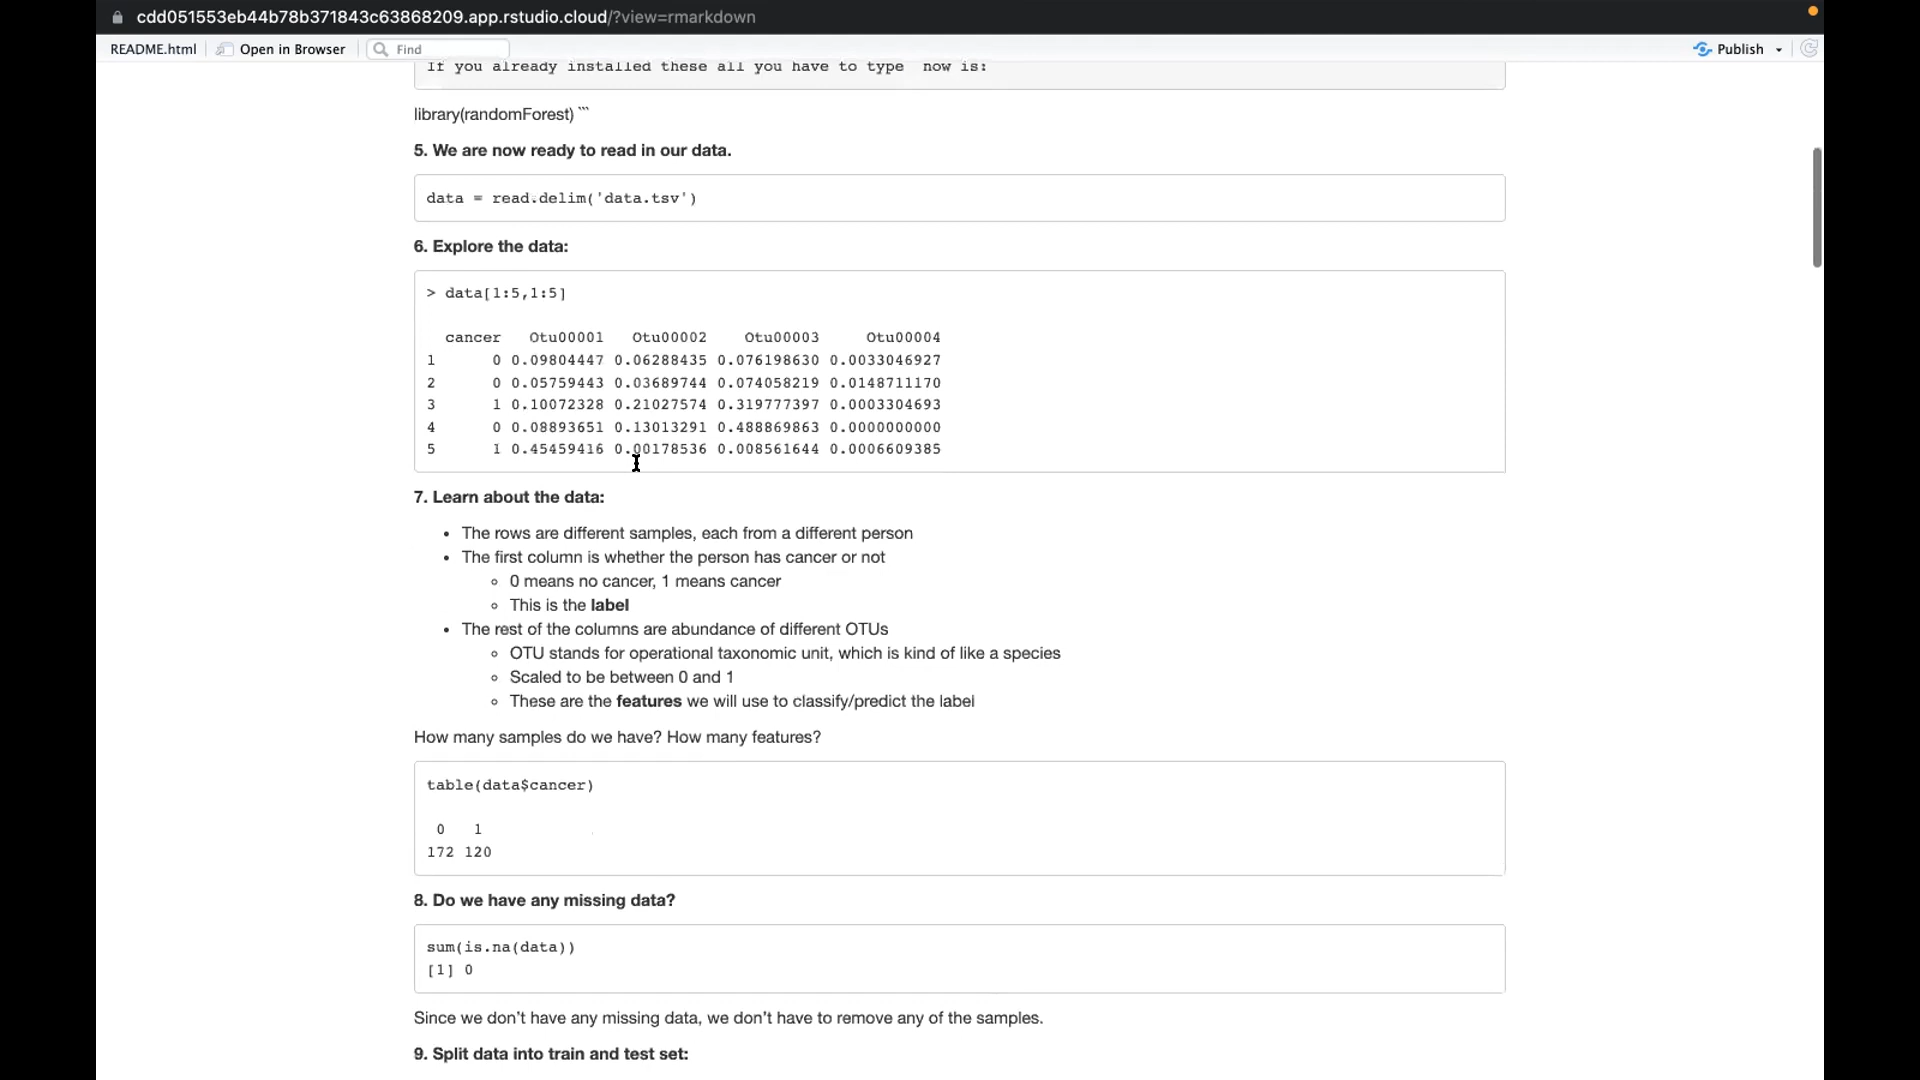 cdd051553eb44b78b371843c63868209.app.rstudio.cloud/?view=rmarkdown
README.html Open in Browser Find Publish
If you already installed these all you have to type  now is:
library(randomForest) ```
5. We are now ready to read in our data.
data = read.delim('data.tsv')
6. Explore the data:
> data[1:5,1:5]
cancer   Otu00001   Otu00002    Otu00003     Otu00004
1      0 0.09804447 0.06288435 0.076198630 0.0033046927
2      0 0.05759443 0.03689744 0.074058219 0.0148711170
3      1 0.10072328 0.21027574 0.319777397 0.0003304693
4      0 0.08893651 0.13013291 0.488869863 0.0000000000
5      1 0.45459416 0.00178536 0.008561644 0.0006609385
7. Learn about the data:
• The rows are different samples, each from a different person
• The first column is whether the person has cancer or not
◦ 0 means no cancer, 1 means cancer
◦ This is the label
• The rest of the columns are abundance of different OTUs
◦ OTU stands for operational taxonomic unit, which is kind of like a species
◦ Scaled to be between 0 and 1
◦ These are the features we will use to classify/predict the label
How many samples do we have? How many features?
table(data$cancer)
0   1
172 120
8. Do we have any missing data?
sum(is.na(data))
[1] 0
Since we don't have any missing data, we don't have to remove any of the samples.
9. Split data into train and test set: